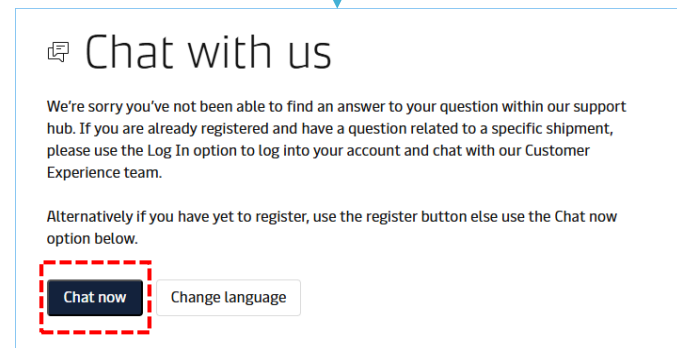 Chat with us
We're sorry you've not been able to find an answer to your question within our support
hub. If you are already registered and have a question related to a specific shipment,
please use the Log In option to log into your account and chat with our Customer
Experience team.
Alternatively if you have yet to register, use the register button else use the Chat now
option below.
Chat now Change language